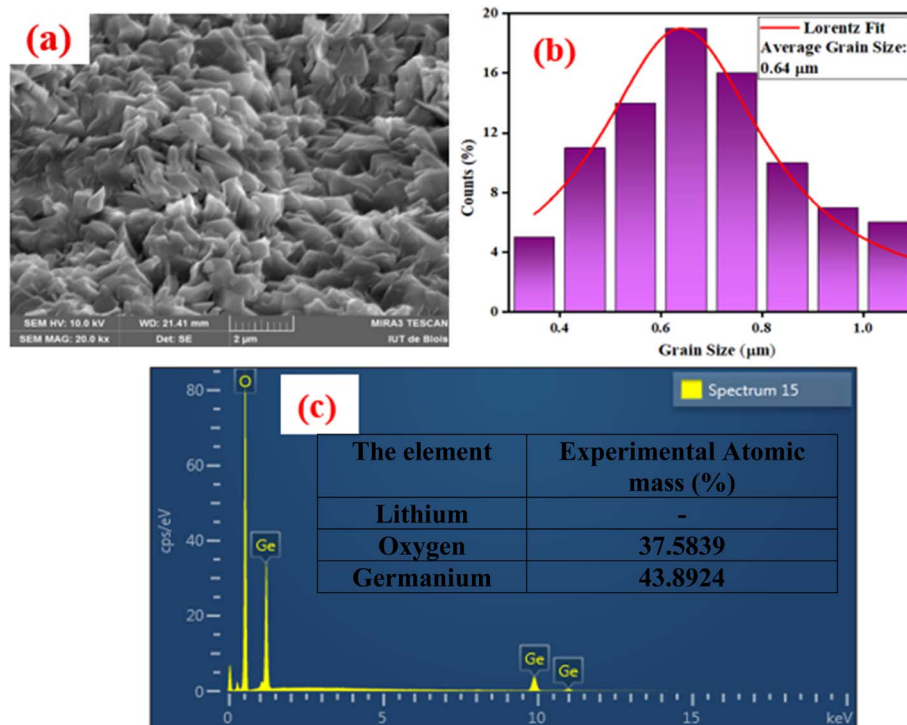 (a)
SEM HV: 10.0 kV WD: 21.41 mm MIRA3 TESCAN
SEM MAG: 20.0 kx Det: SE 2 µm IUT de Blois
(b)
Lorentz Fit
Average Grain Size:
0.64 µm
Counts (%)
20
16
12
8
4
0
0.4 0.6 0.8 1.0
Grain Size (µm)
(c)
Spectrum 15
cps/eV
80
60
40
20
0
O
Ge
Ge
Ge
0 5 10 15 keV
The element Experimental Atomic
mass (%)
Lithium -
Oxygen 37.5839
Germanium 43.8924